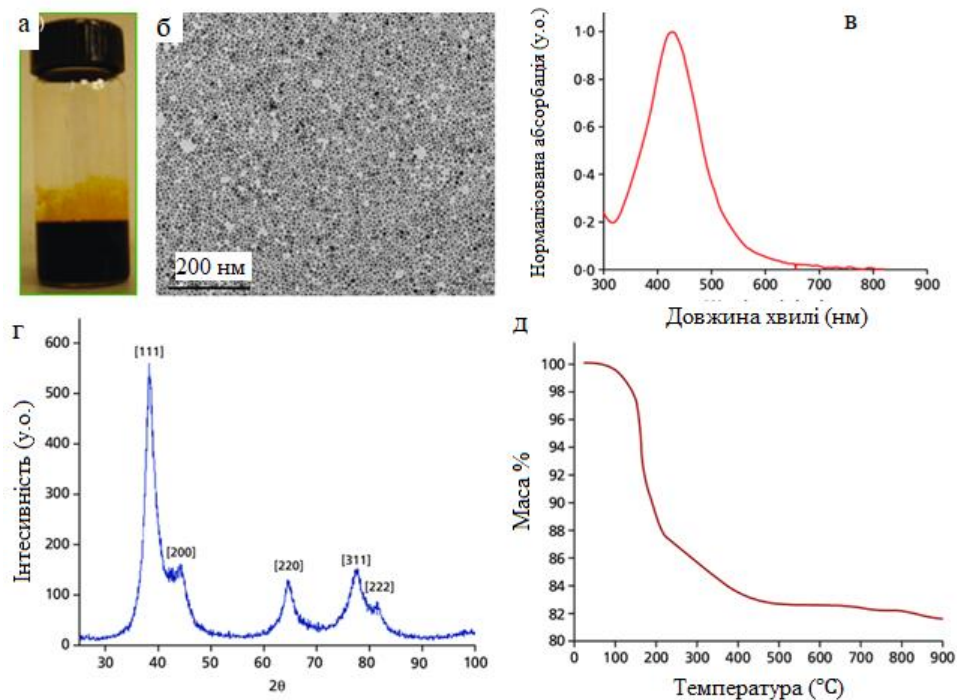 а)
б
200 нм
в
Нормалізована абсорбація (у.о.)
1·0
0·8
0·6
0·4
0·2
0·0
300 400 500 600 700 800 900
Довжина хвилі (нм)
г
Інтесивність (у.о.)
600
500
400
300
200
100
0
[111]
[200]
[220]
[311]
[222]
40 50 60 70 80 90 100
2θ
д
Маса %
100
98
96
94
92
90
88
86
84
82
80
0 100 200 300 400 500 600 700 800 900
Температура (°C)